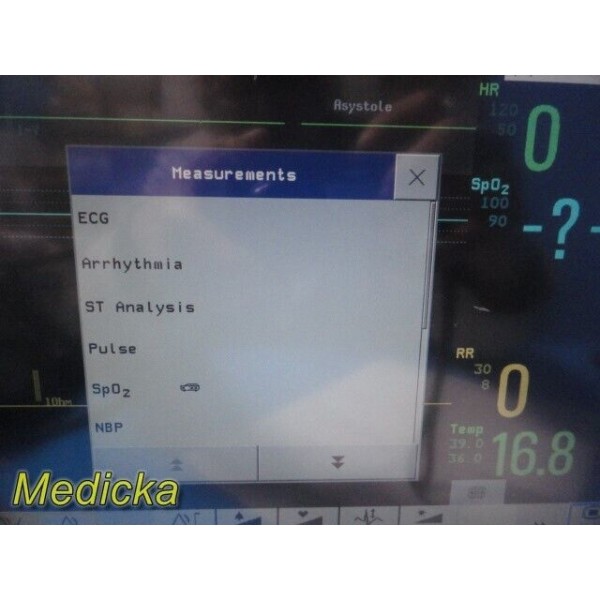 HR
120
50
0
Asystole
Measurements
SpO2
100
90
-?-
ECG
Arrhythmia
ST Analysis
Pulse
SpO2
NBP
RR
30
8
0
10hm
Temp
39.0
36.0
16.8
Medicka